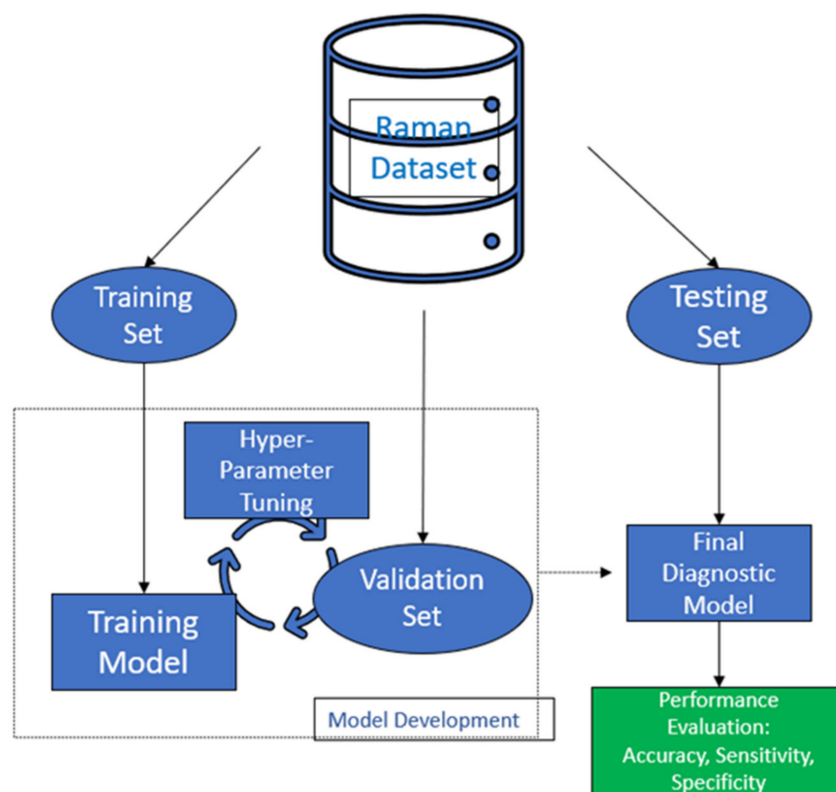 Raman
Dataset
Training
Set
Testing
Set
Hyper-
Parameter
Tuning
Validation
Set
Training
Model
Final
Diagnostic
Model
Model Development
Performance
Evaluation:
Accuracy, Sensitivity,
Specificity